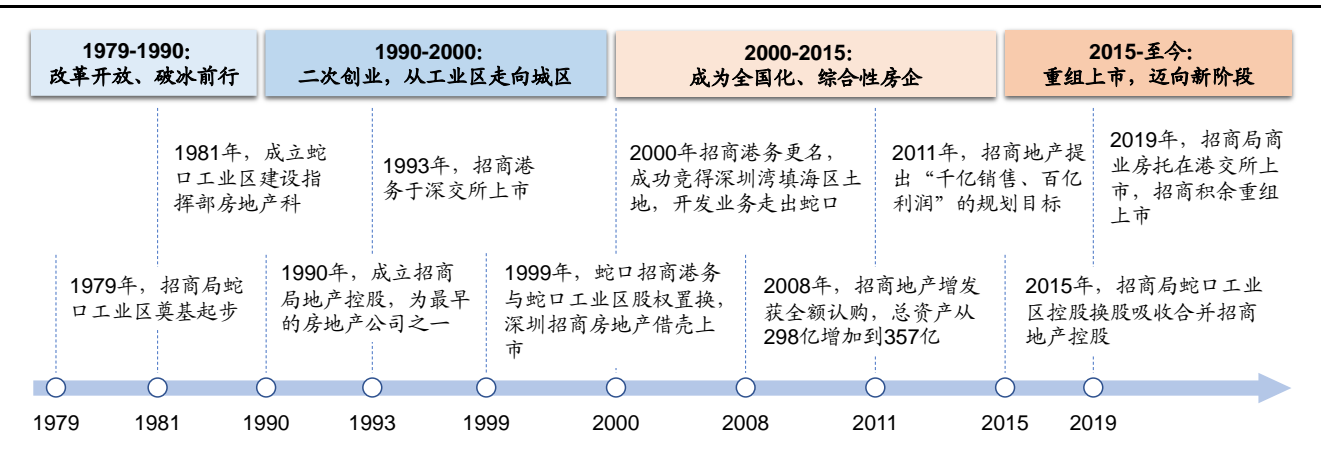 1979-1990:
改革开放、破冰前行
1990-2000:
二次创业，从工业区走向城区
2000-2015:
成为全国化、综合性房企
2015-至今:
重组上市，迈向新阶段
1981年，成立蛇
口工业区建设指
挥部房地产科
1993年，招商港
务于深交所上市
2000年招商港务更名，
成功竞得深圳湾填海区土
地，开发业务走出蛇口
2011年，招商地产提
出“千亿销售、百亿
利润”的规划目标
2019年，招商局商
业房托在港交所上
市，招商积余重组
上市
1979年，招商局蛇
口工业区奠基起步
1990年，成立招商
局地产控股，为最早
的房地产公司之一
1999年，蛇口招商港务
与蛇口工业区股权置换，
深圳招商房地产借壳上
市
2008年，招商地产增发
获全额认购，总资产从
298亿增加到357亿
2015年，招商局蛇口工业
区控股换股吸收合并招商
地产控股
1979
1981
1990
1993
1999
2000
2008
2011
2015
2019